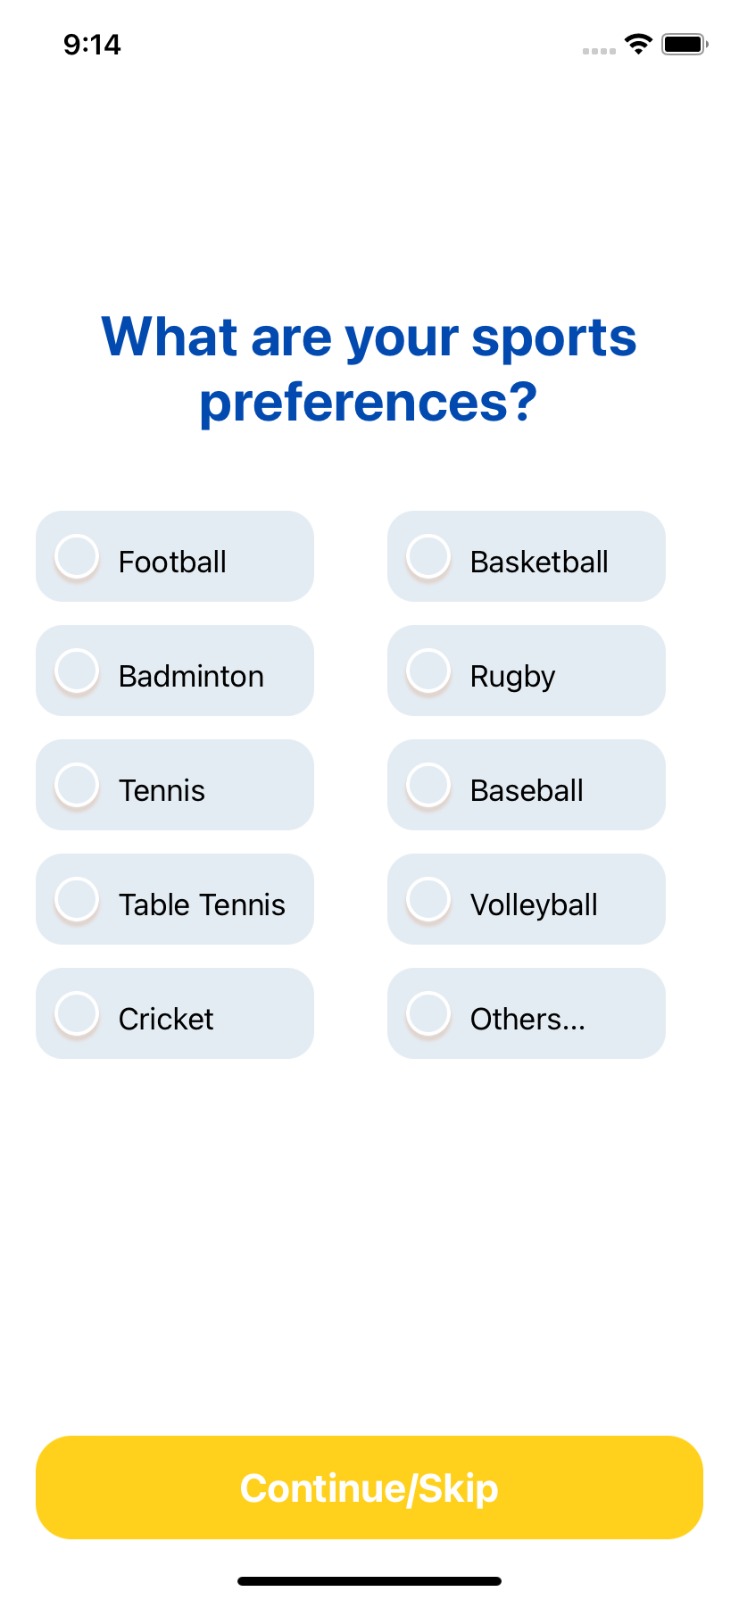 9:14
What are your sports
preferences?
Football
Basketball
Badminton
Rugby
Tennis
Baseball
Table Tennis
Volleyball
Cricket
Others...
Continue/Skip